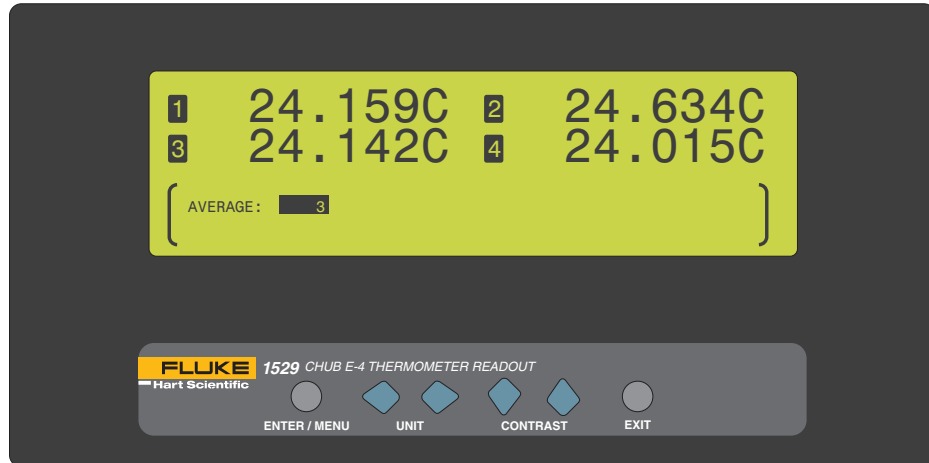 1 24.159C 2 24.634C
3 24.142C 4 24.015C
AVERAGE: 3
FLUKE 1529 CHUB E-4 THERMOMETER READOUT
Hart Scientific
ENTER / MENU UNIT CONTRAST EXIT